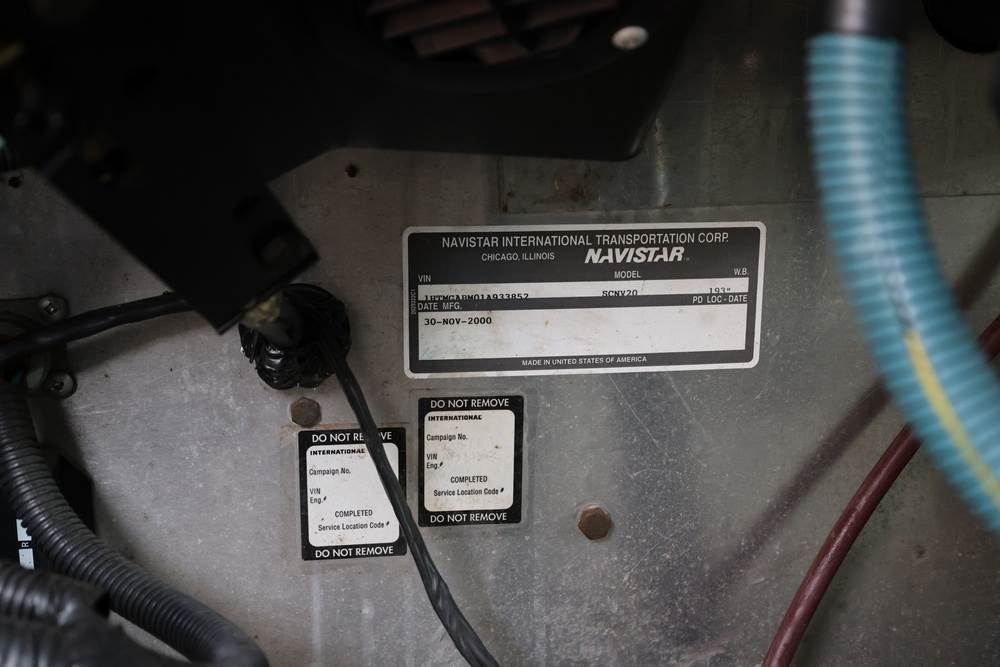 NAVISTAR INTERNATIONAL TRANSPORTATION CORP.
CHICAGO, ILLINOIS NAVISTAR
VIN MODEL W.B.
SCNV20 193"
DATE MFG. PD LOC-DATE
30-NOV-2000
MADE IN UNITED STATES OF AMERICA
DO NOT REMOVE
INTERNATIONAL
Campaign No.
VIN
Eng.#
COMPLETED
Service Location Code #
DO NOT REMOVE
DO NOT REMOVE
INTERNATIONAL
Campaign No.
VIN
Eng.#
COMPLETED
Service Location Code #
DO NOT REMOVE
R